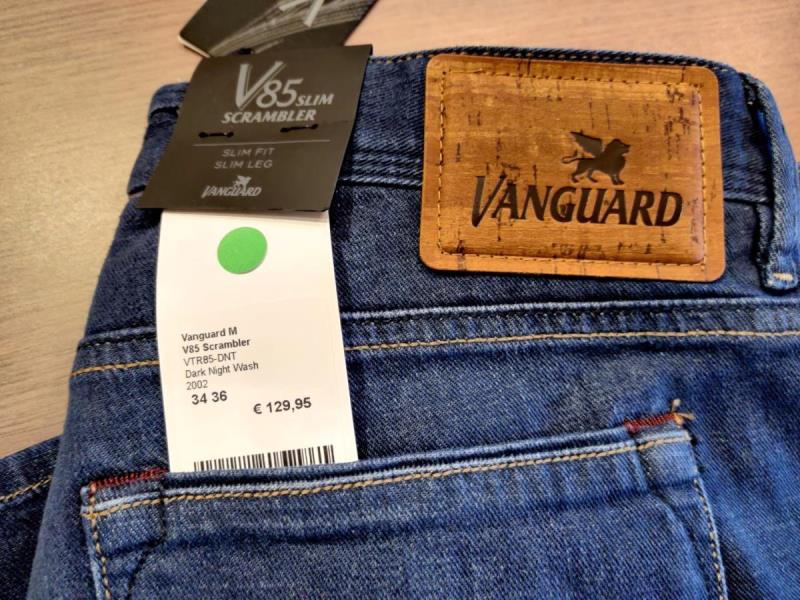 V85 SLIM
SCRAMBLER
SLIM FIT
SLIM LEG
VANGUARD
VANGUARD
Vanguard M
V85 Scrambler
VTR85-DNT
Dark Night Wash
2002
34 36
€ 129,95